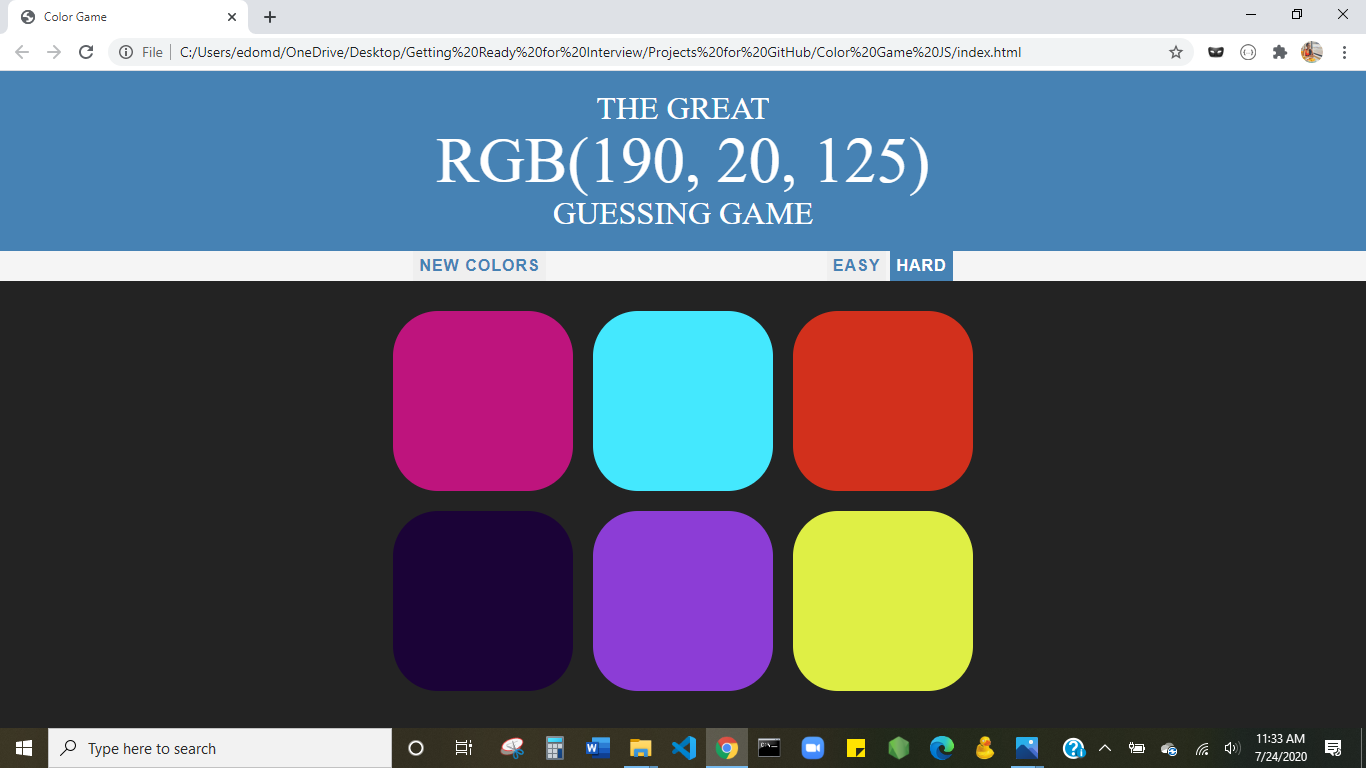 Color Game
File
C:/Users/edomd/OneDrive/Desktop/Getting%20Ready%20for%20Interview/Projects%20for%20GitHub/Color%20Game%20JS/index.html
THE GREAT
RGB(190, 20, 125)
GUESSING GAME
NEW COLORS
EASY
HARD
Type here to search
11:33 AM
7/24/2020